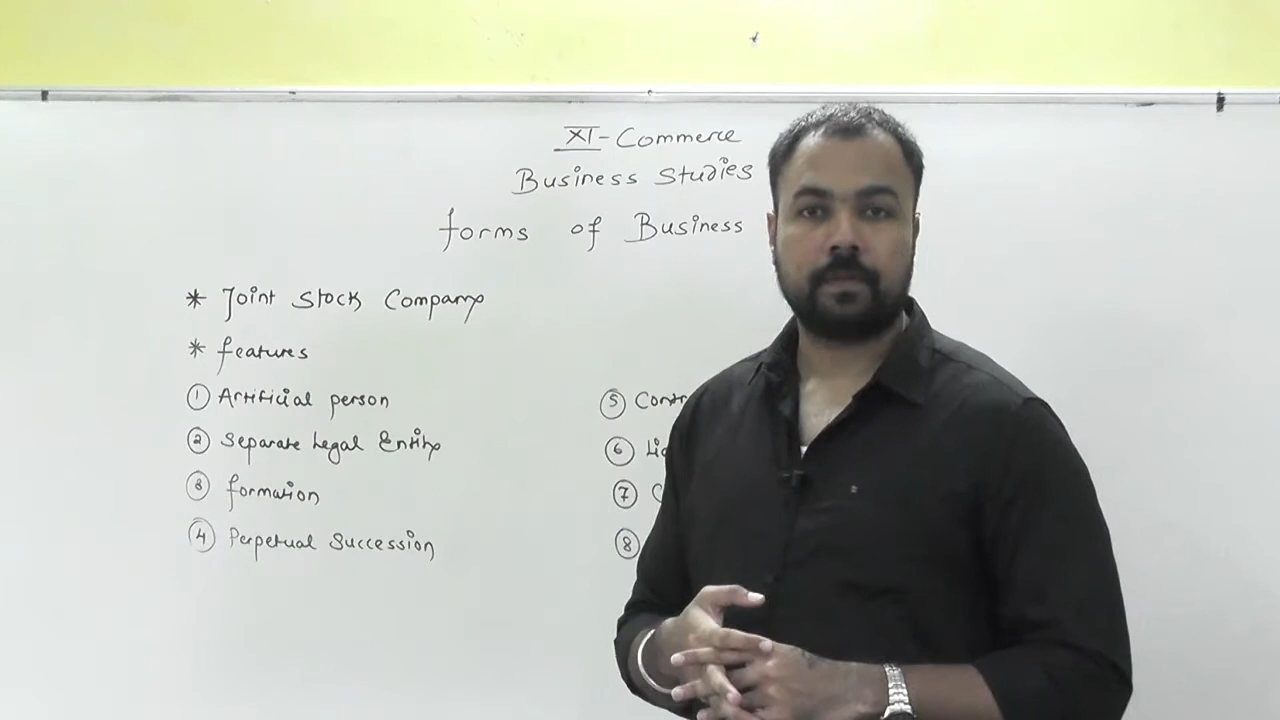 XI-Commerce
Business Studies
forms of Business
* Joint Stock Company
* features
① Artificial person
② Separate Legal Entity
③ formation
④ Perpetual Succession
⑤
⑥
⑦
⑧